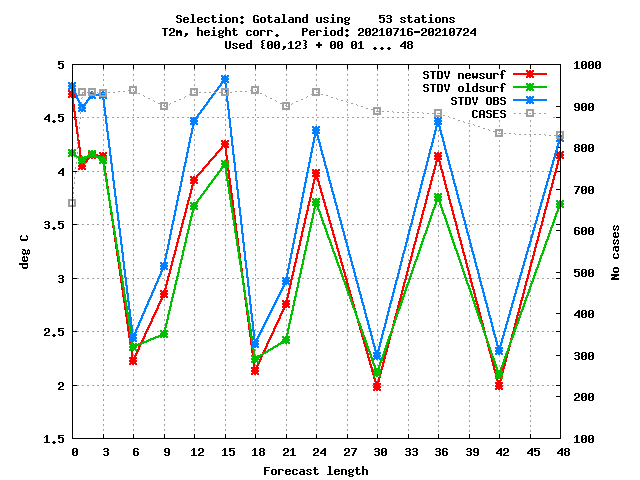 Selection: Gotaland using    53 stations
T2m, height corr.   Period: 20210716-20210724
Used {00,12} + 00 01 ... 48
STDV newsurf
STDV oldsurf
STDV OBS
CASES
deg C
5
4.5
4
3.5
3
2.5
2
1.5
1000
900
800
700
600
500
400
300
200
100
No cases
0 3 6 9 12 15 18 21 24 27 30 33 36 39 42 45 48
Forecast length